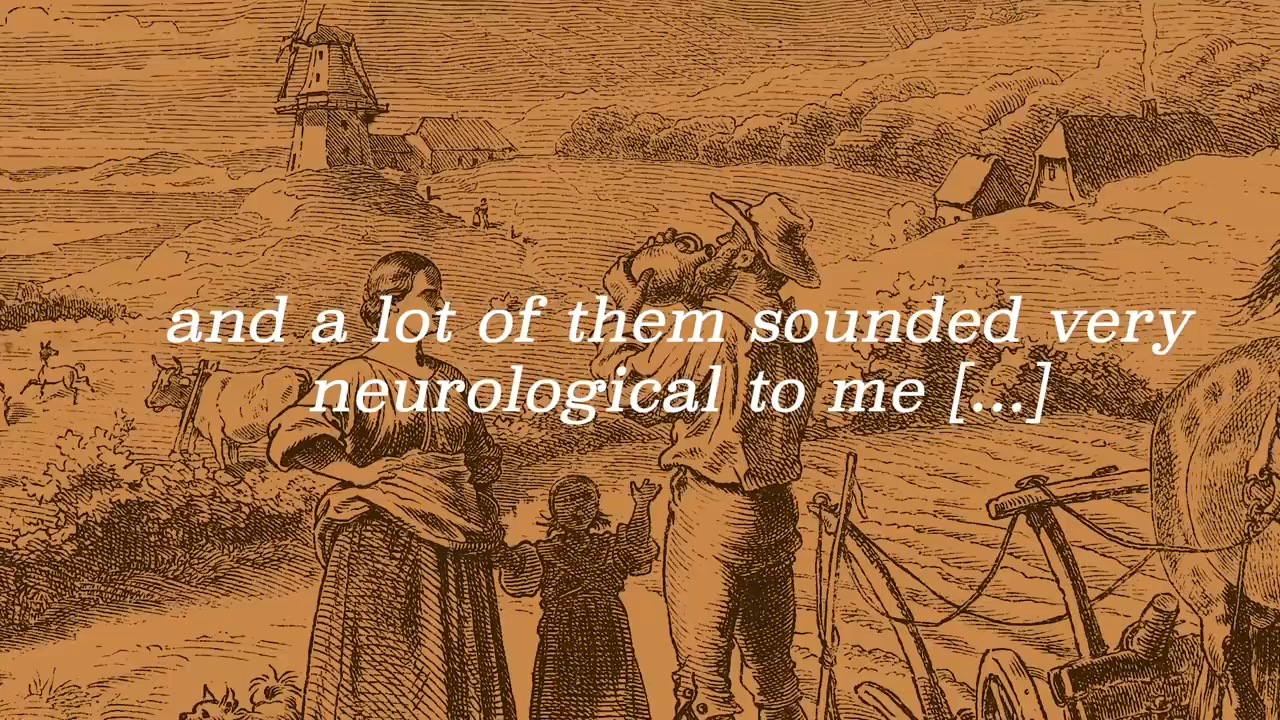 and a lot of them sounded very
neurological to me [...]